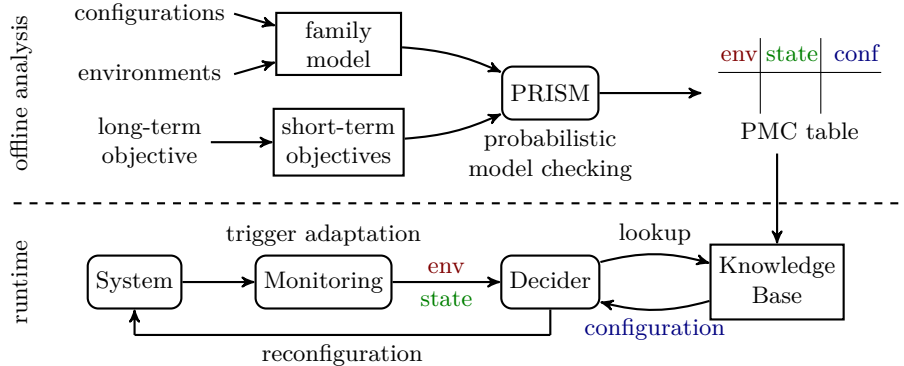 offline analysis
configurations
environments
family
model
long-term
objective
short-term
objectives
PRISM
probabilistic
model checking
env state conf
PMC table
runtime
trigger adaptation
System
Monitoring
env
state
Decider
lookup
Knowledge
Base
configuration
reconfiguration